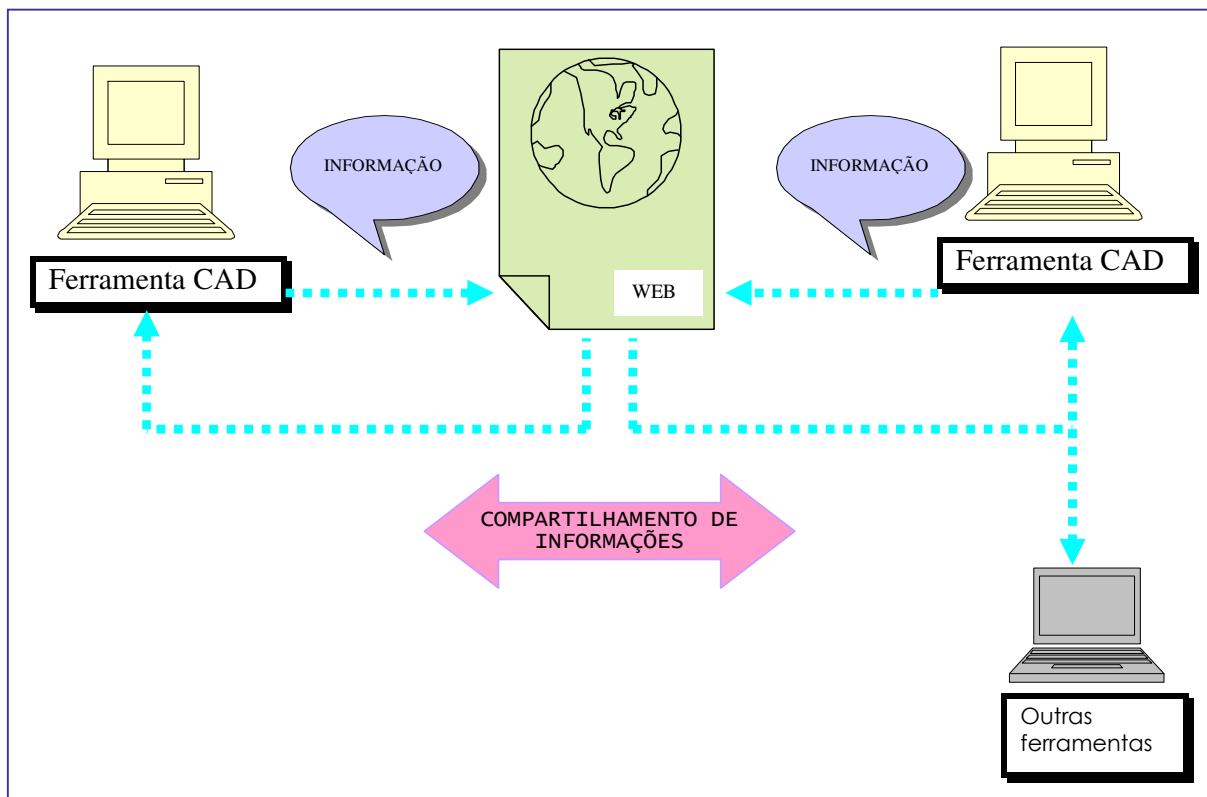 INFORMAÇÃO
INFORMAÇÃO
Ferramenta CAD
WEB
Ferramenta CAD
COMPARTILHAMENTO DE
INFORMAÇÕES
Outras
ferramentas